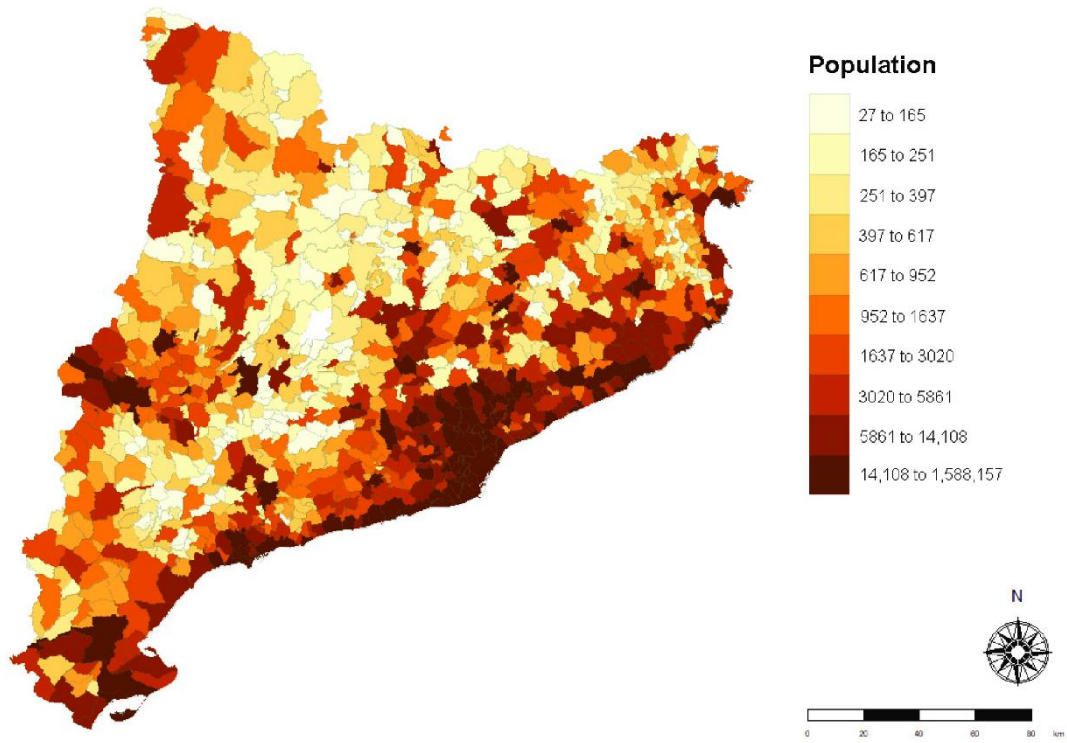 Population
27 to 165
165 to 251
251 to 397
397 to 617
617 to 952
952 to 1637
1637 to 3020
3020 to 5861
5861 to 14,108
14,108 to 1,588,157
N
0 20 40 60 80 km